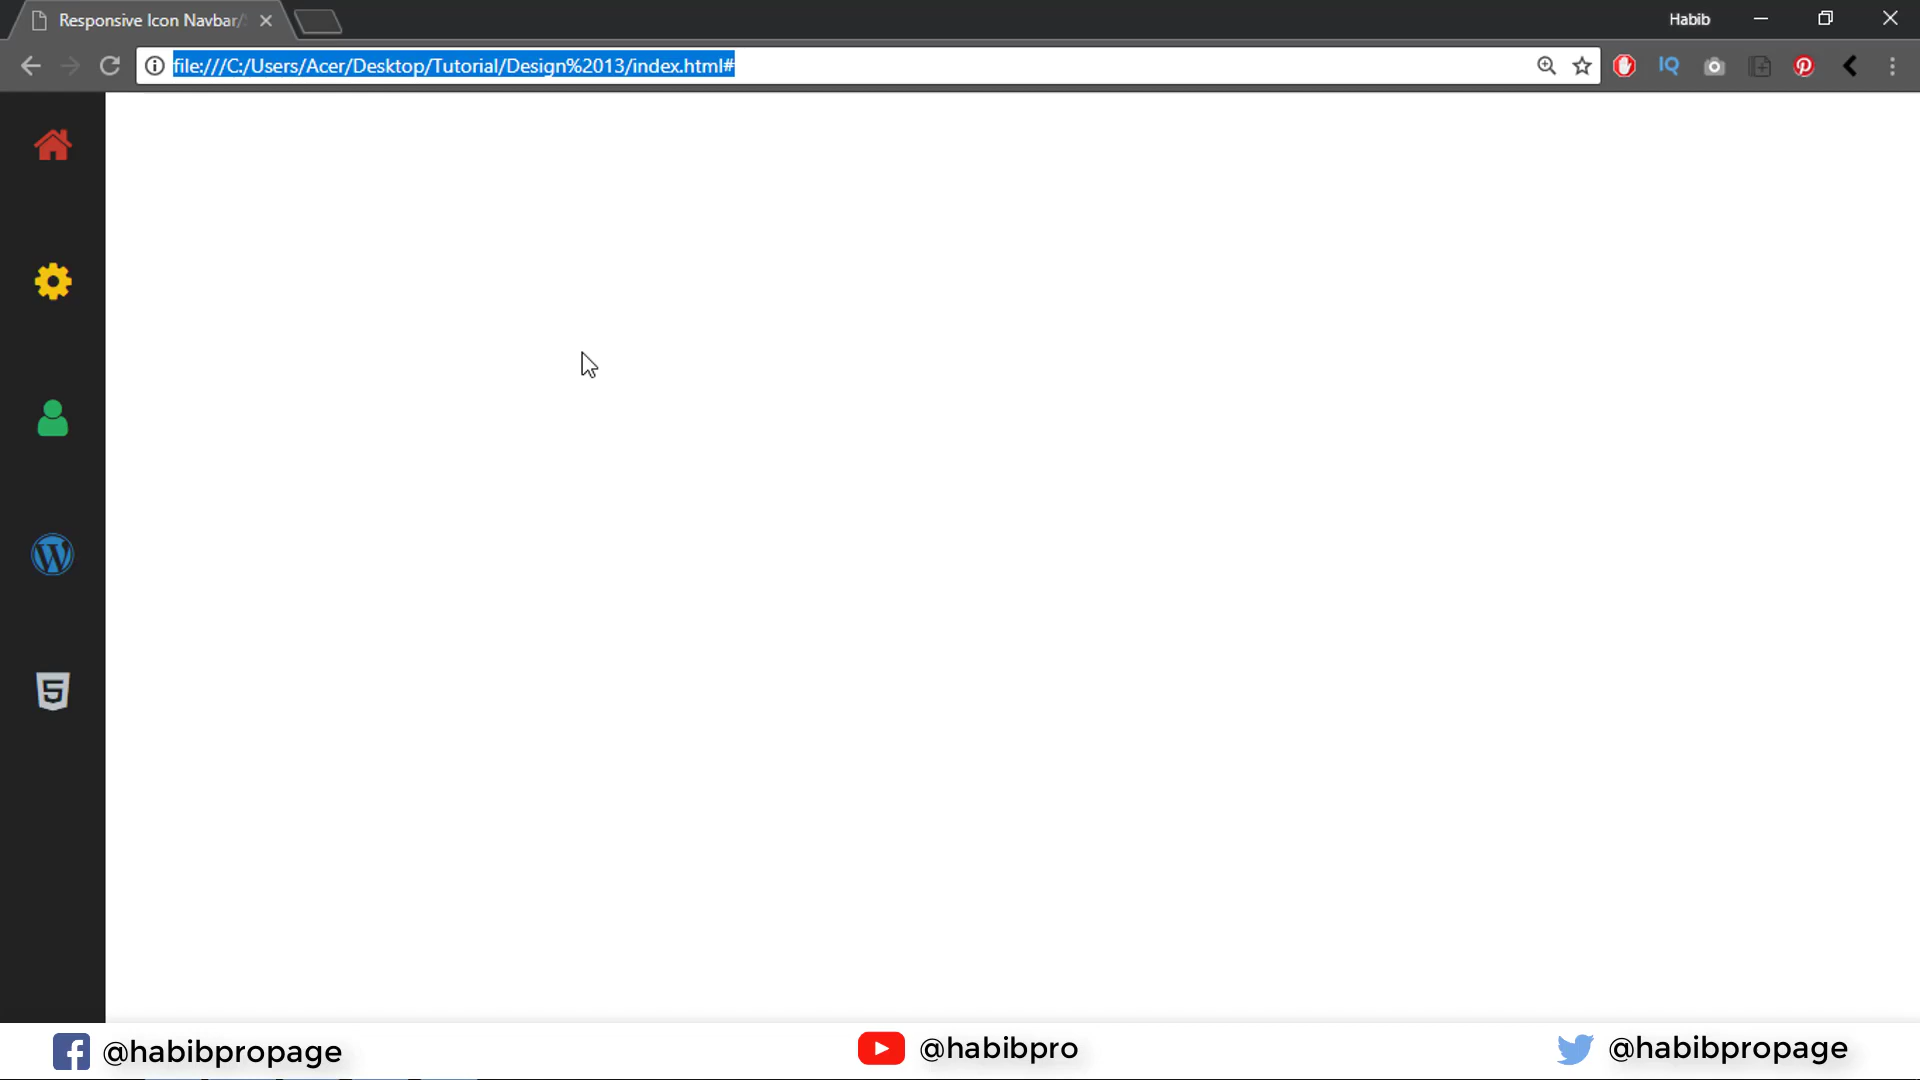 Responsive Icon Navbar/
Habib
file:///C:/Users/Acer/Desktop/Tutorial/Design%2013/index.html#
IQ
@habibpropage
@habibpro
@habibpropage